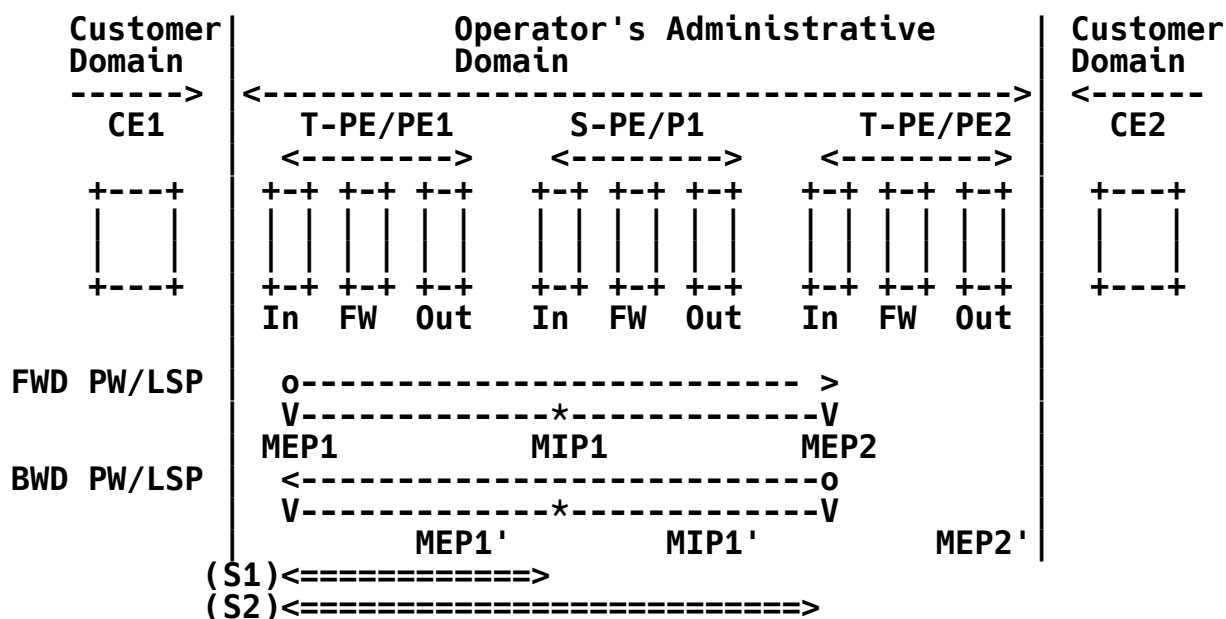 Customer| Operator's Administrative | Customer
Domain | Domain | Domain
------> |<---------------------------------------> | <------
CE1 | T-PE/PE1 S-PE/P1 T-PE/PE2 | CE2
| <--------> <--------> <--------> |
+---+ | +-+ +-+ +-+ +-+ +-+ +-+ +-+ +-+ +-+ | +---+
| | | | | | | | | | | | | | | | | | | | | | | |
| | | | | | | | | | | | | | | | | | | | | | | |
+---+ | +-+ +-+ +-+ +-+ +-+ +-+ +-+ +-+ +-+ | +---+
| In FW Out In FW Out In FW Out |
FWD PW/LSP | o-------------------------- > |
| V-------------*-------------V |
| MEP1 MIP1 MEP2 |
BWD PW/LSP | <---------------------------o |
| V-------------*-------------V |
| MEP1' MIP1' MEP2'|
(S1)<============>
(S2)<==========================>